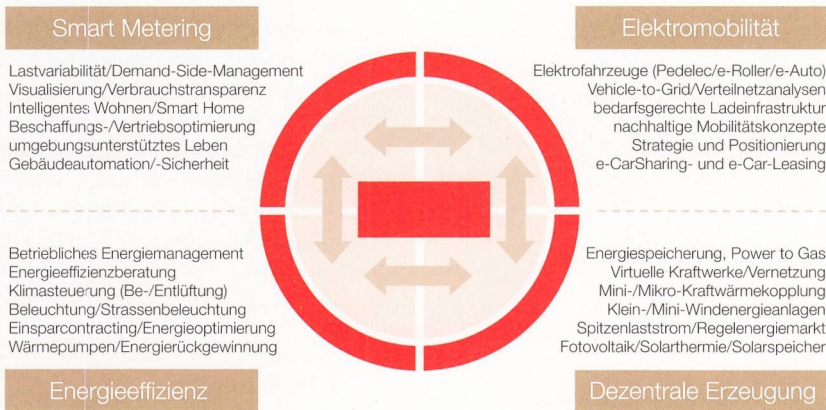 Smart Metering
Lastvariabilität/Demand-Side-Management
Visualisierung/Verbrauchstransparenz
Intelligentes Wohnen/Smart Home
Beschaffungs-/Vertriebsoptimierung
umgebungsunterstütztes Leben
Gebäudeautomation/-Sicherheit
Elektromobilität
Elektrofahrzeuge (Pedelec/e-Roller/e-Auto)
Vehicle-to-Grid/Verteilnetzanalysen
bedarfsgerechte Ladeinfrastruktur
nachhaltige Mobilitätskonzepte
Strategie und Positionierung
e-CarSharing- und e-Car-Leasing
Betriebliches Energiemanagement
Energieeffizienzberatung
Klimasteuerung (Be-/Entlüftung)
Beleuchtung/Strassenbeleuchtung
Einsparcontracting/Energieoptimierung
Wärmepumpen/Energierückgewinnung
Energieeffizienz
Energiespeicherung, Power to Gas
Virtuelle Kraftwerke/Vernetzung
Mini-/Mikro-Kraftwärmekopplung
Klein-/Mini-Windenergieanlagen
Spitzenlaststrom/Regelenergiemarkt
Fotovoltaik/Solarthermie/Solarspeicher
Dezentrale Erzeugung